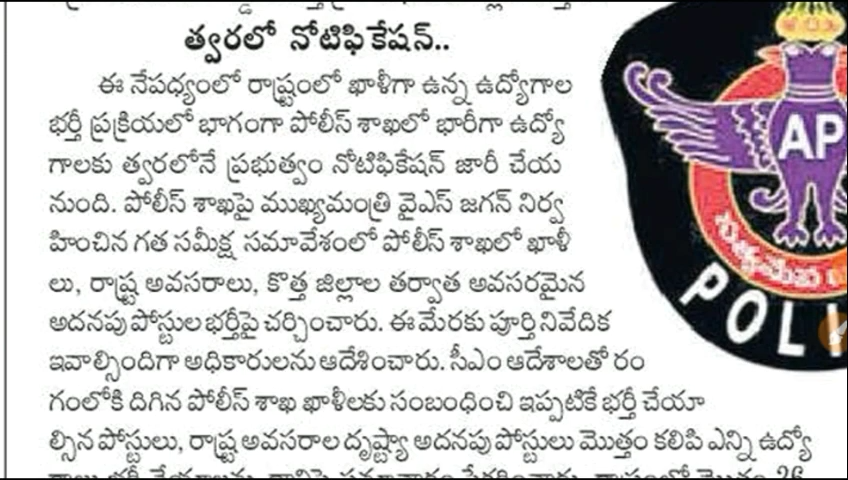 త్వరలో నోటిఫికేషన్..
ఈ నేపధ్యంలో రాష్ట్రంలో ఖాళీగా ఉన్న ఉద్యోగాల
భర్తీ ప్రక్రియలో భాగంగా పోలీస్ శాఖలో భారీగా ఉద్యో
గాలకు త్వరలోనే ప్రభుత్వం నోటిఫికేషన్ జారీ చేయ
నుంది. పోలీస్ శాఖపై ముఖ్యమంత్రి వైఎస్ జగన్ నిర్వ
హించిన గత సమీక్ష సమావేశంలో పోలీస్ శాఖలో ఖాళీ
లు, రాష్ట్ర అవసరాలు, కొత్త జిల్లాల తర్వాత అవసరమైన
అదనపు పోస్టుల భర్తీపై చర్చించారు. ఈ మేరకు పూర్తి నివేదిక
ఇవాల్సిందిగా అధికారులను ఆదేశించారు. సీఎం ఆదేశాలతో రం
గంలోకి దిగిన పోలీస్ శాఖ ఖాళీలకు సంబంధించి ఇప్పటికే భర్తీ చేయా
ల్సిన పోస్టులు, రాష్ట్ర అవసరాల దృష్ట్యా అదనపు పోస్టులు మొత్తం కలిపి ఎన్ని ఉద్యో
AP
POLI